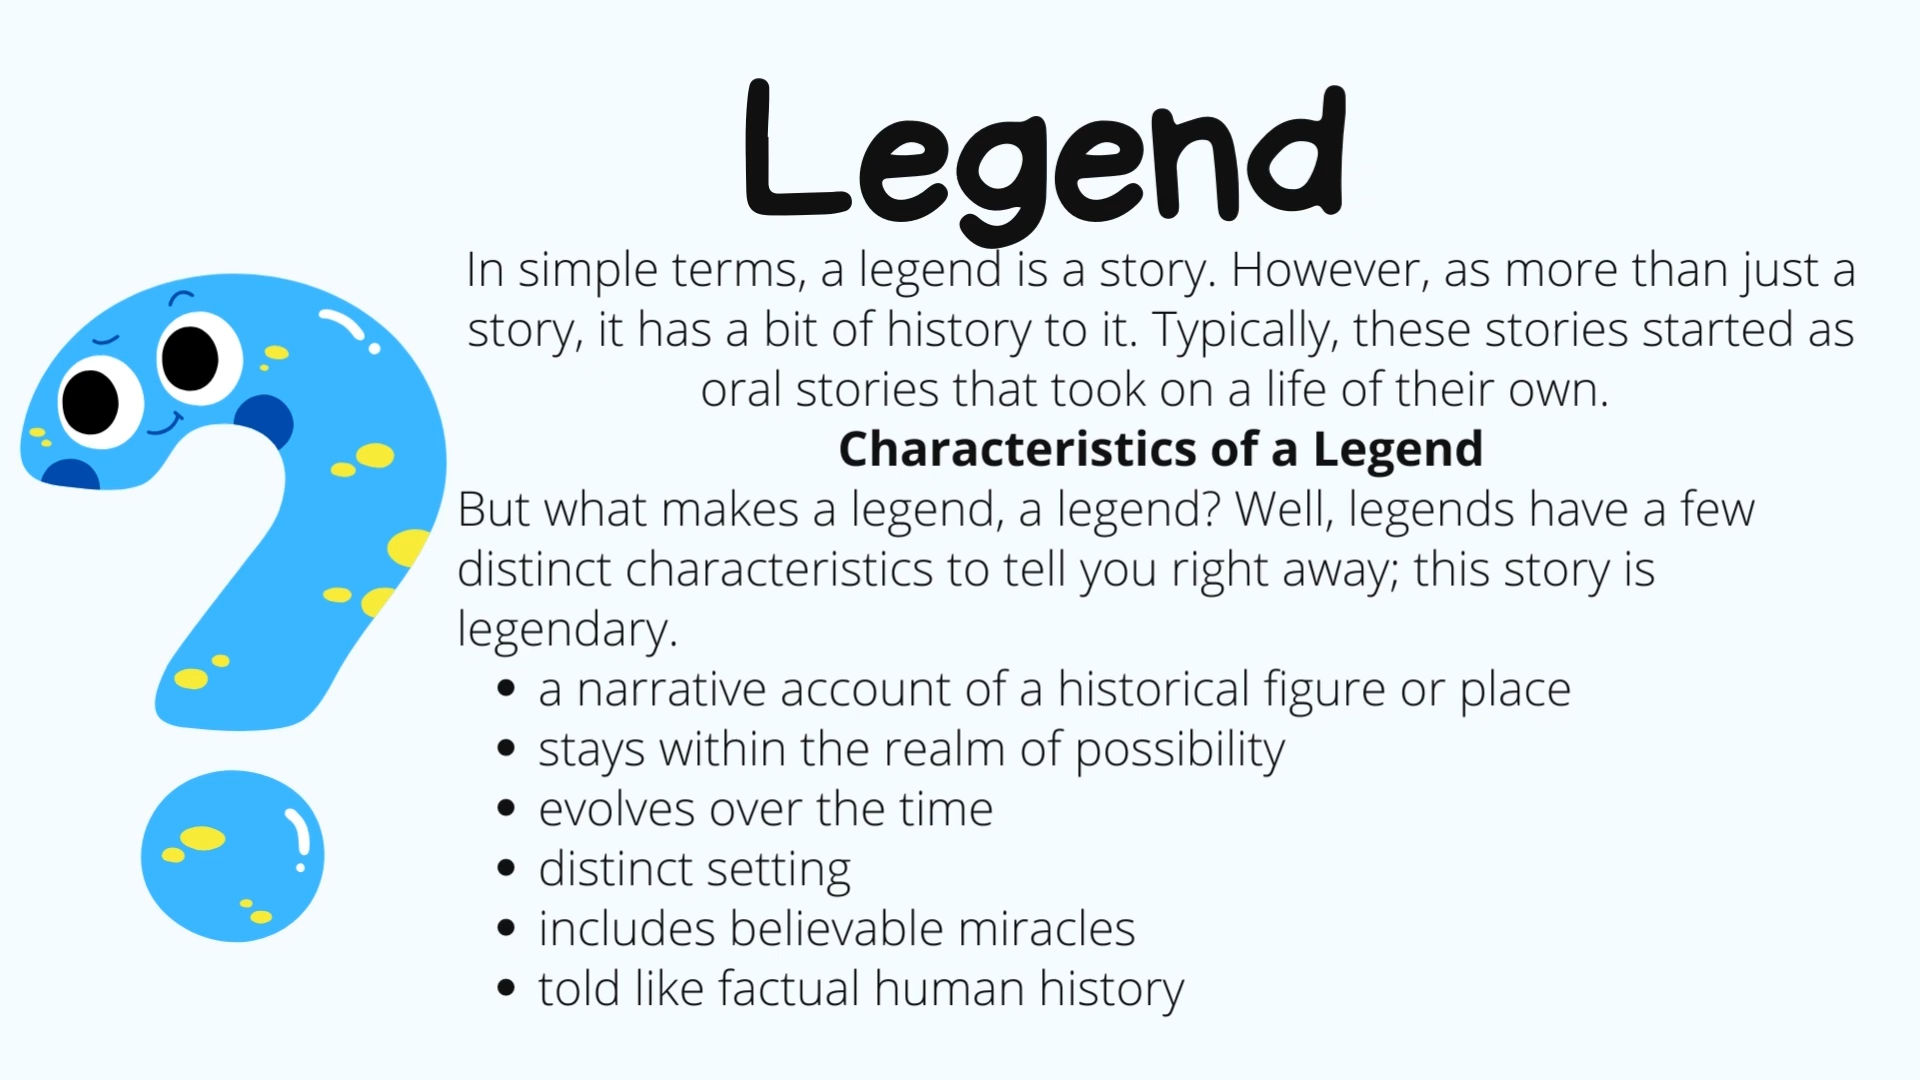 Legend
In simple terms, a legend is a story. However, as more than just a
story, it has a bit of history to it. Typically, these stories started as
oral stories that took on a life of their own.
Characteristics of a Legend
But what makes a legend, a legend? Well, legends have a few
distinct characteristics to tell you right away; this story is
legendary.
• a narrative account of a historical figure or place
• stays within the realm of possibility
• evolves over the time
• distinct setting
• includes believable miracles
• told like factual human history